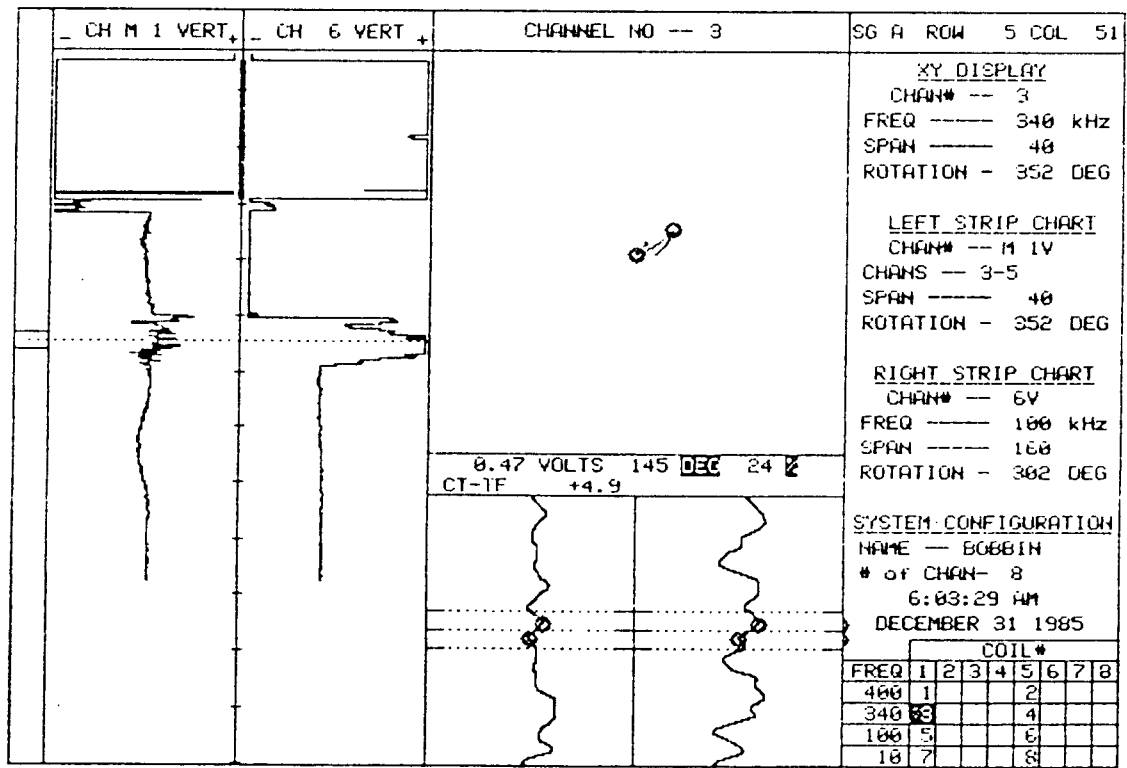 _ CH M 1 VERT +
_ CH 6 VERT +
CHANNEL NO -- 3
SG A ROW 5 COL 51
XY DISPLAY
CHAN# -- 3
FREQ ----- 340 kHz
SPAN ----- 40
ROTATION - 352 DEG
LEFT STRIP CHART
CHAN# -- M 1V
CHANS -- 3-5
SPAN ----- 40
ROTATION - 352 DEG
RIGHT STRIP CHART
CHAN# -- 6V
FREQ ----- 100 kHz
SPAN ----- 160
ROTATION - 302 DEG
0.47 VOLTS 145 DEG 24 %
CT-TF +4.9
SYSTEM CONFIGURATION
NAME -- BOBBIN
# of CHAN- 8
6:03:29 AM
DECEMBER 31 1985
COIL#
FREQ 1 2 3 4 5 6 7 8
400 1 2
340 *3 4
100 5 6
10 7 8